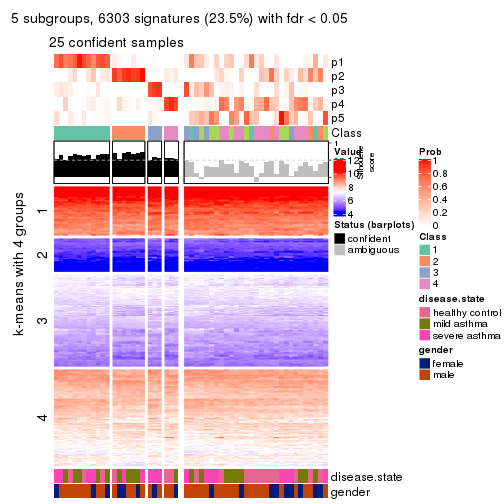 5 subgroups, 6303 signatures (23.5%) with fdr < 0.05
25 confident samples
p1
p2
p3
p4
p5
Class
Value
12
10
8
6
4
1
score
Prob
1
0.8
0.6
0.4
0.2
0
Status (barplots)
confident
ambiguous
Class
1
2
3
4
disease.state
healthy control
mild asthma
severe asthma
gender
female
male
k-means with 4 groups
1
2
3
4
disease.state
gender